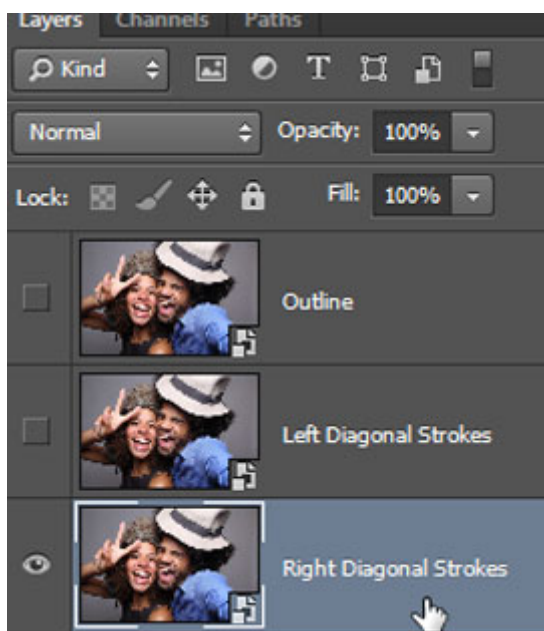 Layers Channels Paths
Kind T
Normal Opacity: 100%
Lock: Fill: 100%
Outline
Left Diagonal Strokes
Right Diagonal Strokes